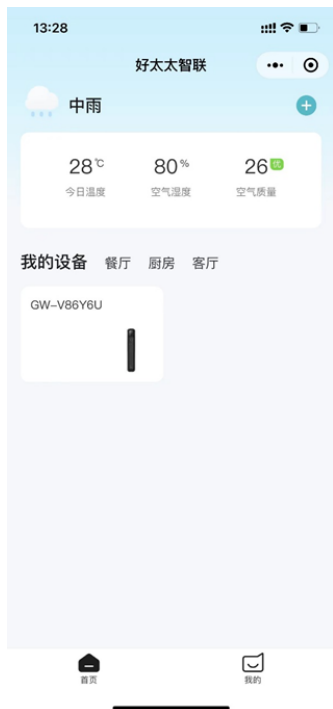 13:28
好太太智联
中雨
28℃ 80% 26优
今日温度 空气湿度 空气质量
我的设备 餐厅 厨房 客厅
GW-V86Y6U
首页 我的